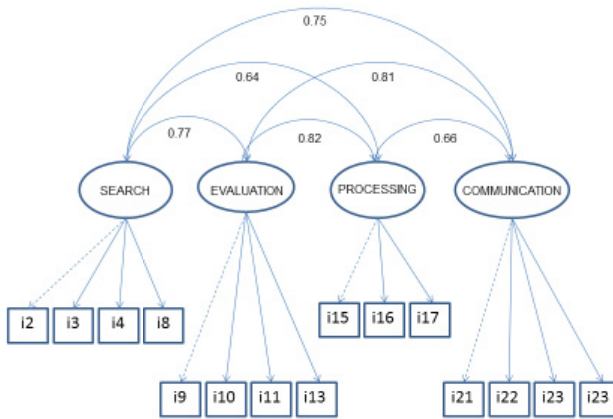 0.75
0.64 0.81
0.77 0.82 0.66
SEARCH EVALUATION PROCESSING COMMUNICATION
i2 i3 i4 i8 i15 i16 i17
i9 i10 i11 i13 i21 i22 i23 i23